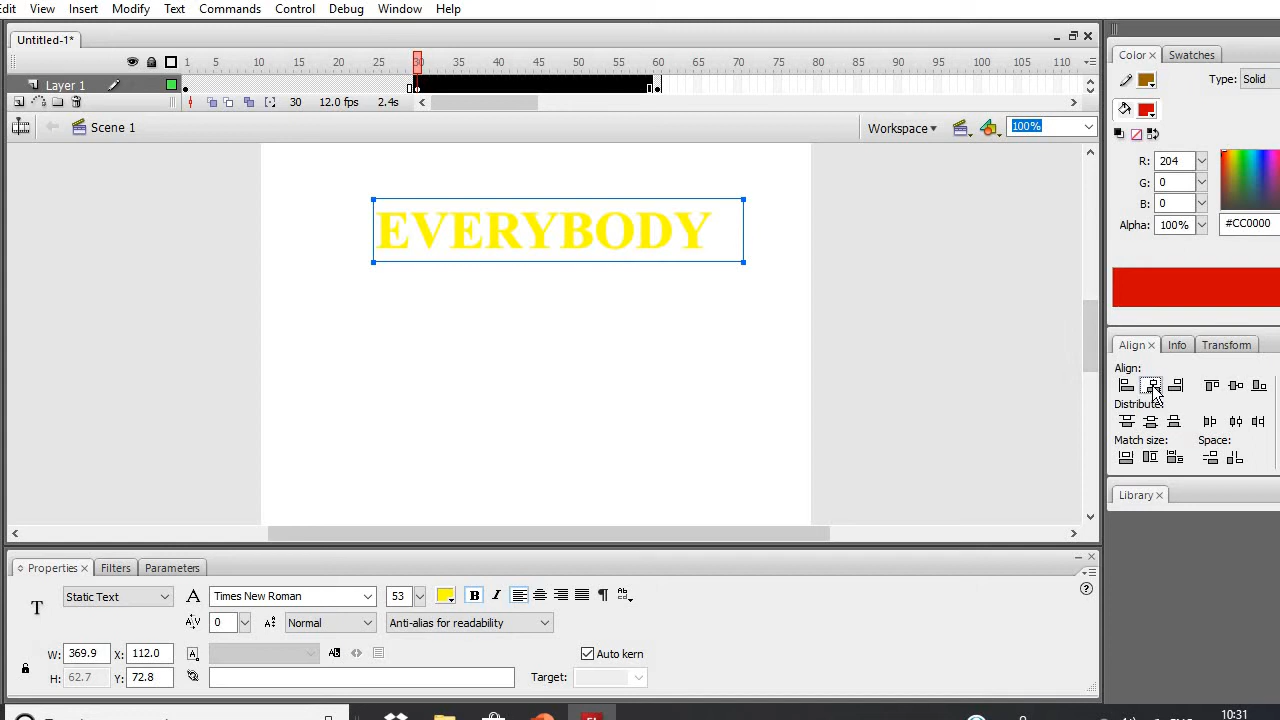 Edit View Insert Modify Text Commands Control Debug Window Help
Untitled-1*
1 5 10 15 20 25 30 35 40 45 50 55 60 65 70 75 80 85 90 95 100 105 110
Layer 1
30 12.0 fps 2.4s
Scene 1
Workspace
100%
EVERYBODY
Color
Swatches
Type: Solid
R: 204
G: 0
B: 0
Alpha: 100%
#CC0000
Align Info Transform
Align:
Distribute:
Match size: Space:
Library
Properties Filters Parameters
T Static Text A Times New Roman 53 B I
A|V 0 Normal Anti-alias for readability
W: 369.9 X: 112.0 Auto kern
H: 62.7 Y: 72.8 Target:
10:31